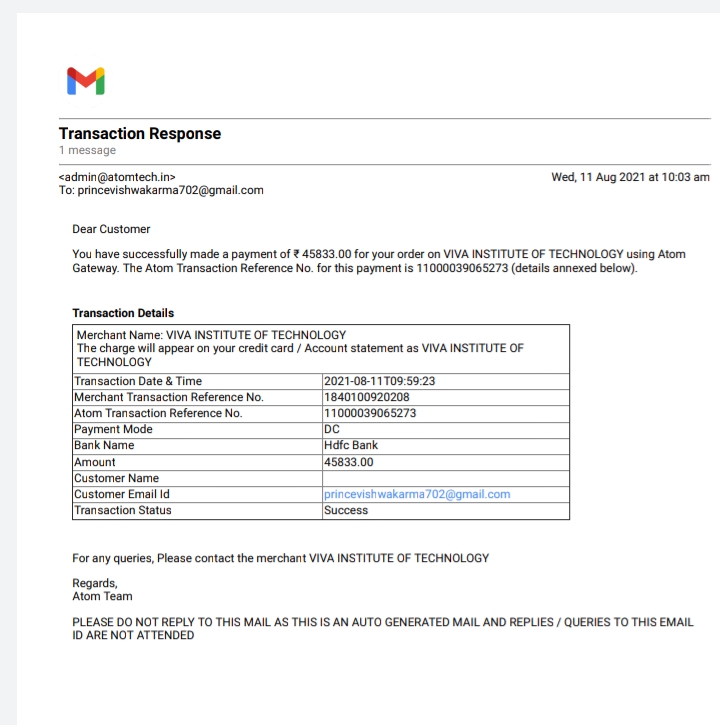 Transaction Response
1 message
<admin@atomtech.in> Wed, 11 Aug 2021 at 10:03 am
To: princevishwakarma702@gmail.com
Dear Customer
You have successfully made a payment of ₹ 45833.00 for your order on VIVA INSTITUTE OF TECHNOLOGY using Atom
Gateway. The Atom Transaction Reference No. for this payment is 11000039065273 (details annexed below).
Transaction Details
Merchant Name: VIVA INSTITUTE OF TECHNOLOGY
The charge will appear on your credit card / Account statement as VIVA INSTITUTE OF
TECHNOLOGY
Transaction Date & Time 2021-08-11T09:59:23
Merchant Transaction Reference No. 1840100920208
Atom Transaction Reference No. 11000039065273
Payment Mode DC
Bank Name Hdfc Bank
Amount 45833.00
Customer Name
Customer Email Id princevishwakarma702@gmail.com
Transaction Status Success
For any queries, Please contact the merchant VIVA INSTITUTE OF TECHNOLOGY
Regards,
Atom Team
PLEASE DO NOT REPLY TO THIS MAIL AS THIS IS AN AUTO GENERATED MAIL AND REPLIES / QUERIES TO THIS EMAIL
ID ARE NOT ATTENDED